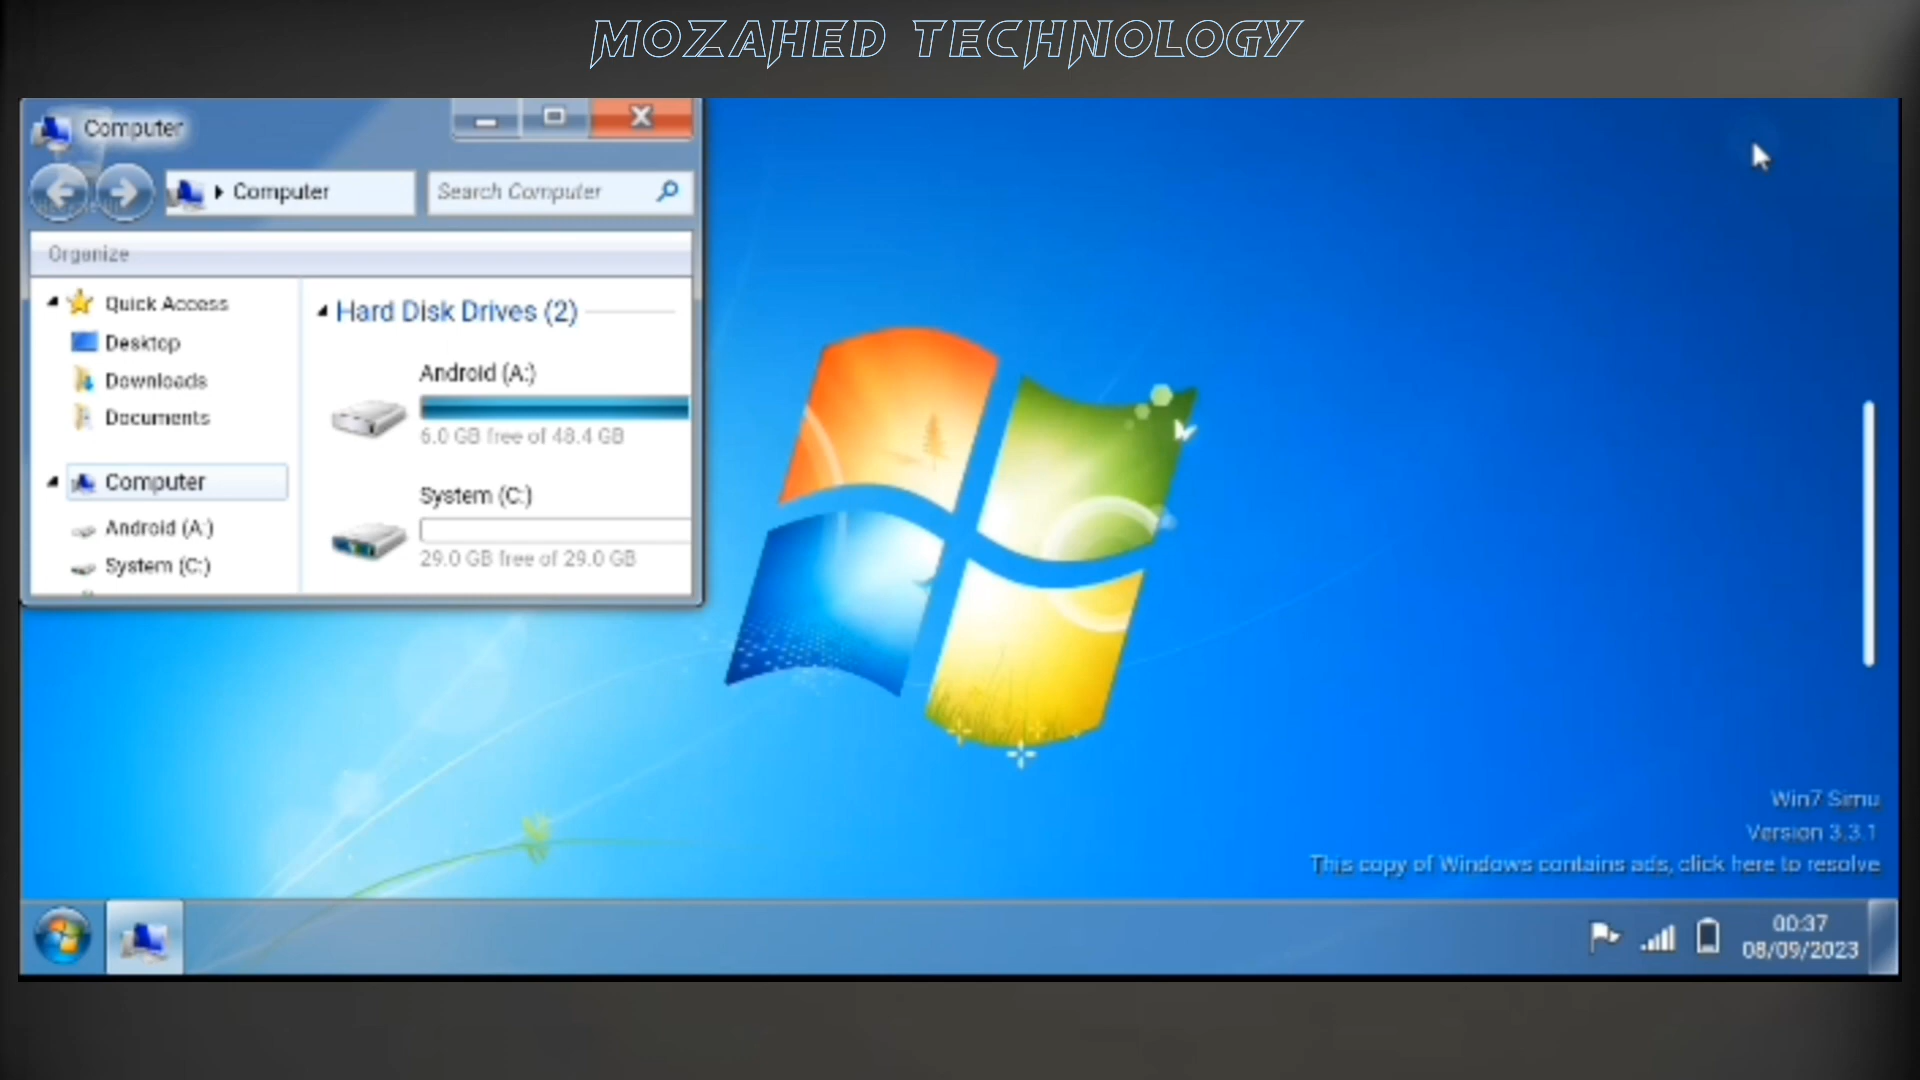 MOZAHED TECHNOLOGY
Computer
Computer
Search Computer
Organize
Quick Access
Desktop
Downloads
Documents
Computer
Android (A:)
System (C:)
Hard Disk Drives (2)
Android (A:)
6.0 GB free of 48.4 GB
System (C:)
29.0 GB free of 29.0 GB
Win7 Simu
Version 3.3.1
This copy of Windows contains ads, click here to resolve
00:37
08/09/2023